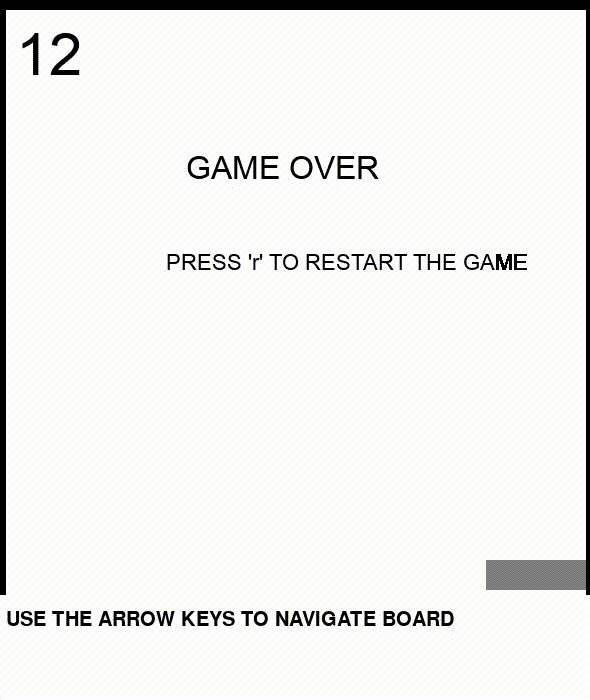 12
GAME OVER
PRESS 'r' TO RESTART THE GAME
USE THE ARROW KEYS TO NAVIGATE BOARD